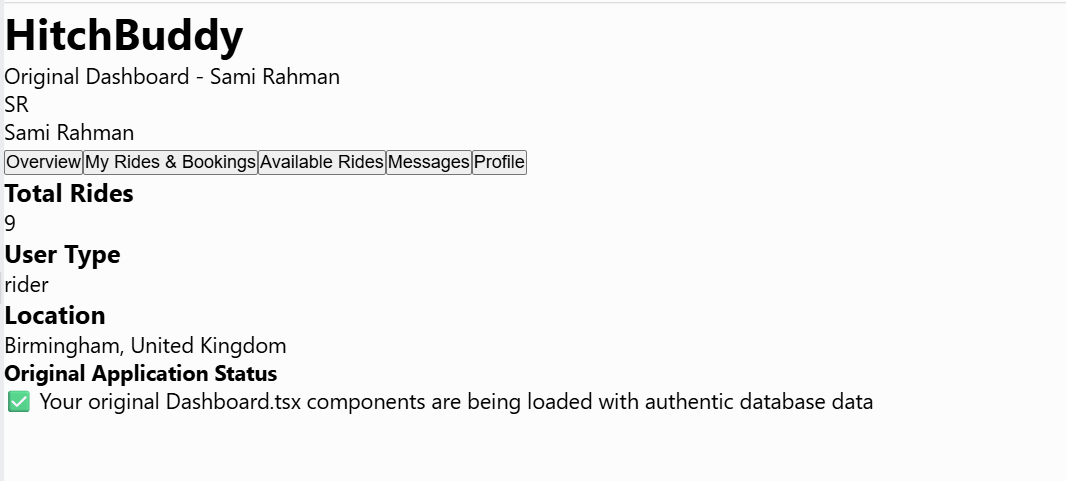 HitchBuddy
Original Dashboard - Sami Rahman
SR
Sami Rahman
Overview My Rides & Bookings Available Rides Messages Profile
Total Rides
9
User Type
rider
Location
Birmingham, United Kingdom
Original Application Status
✅ Your original Dashboard.tsx components are being loaded with authentic database data